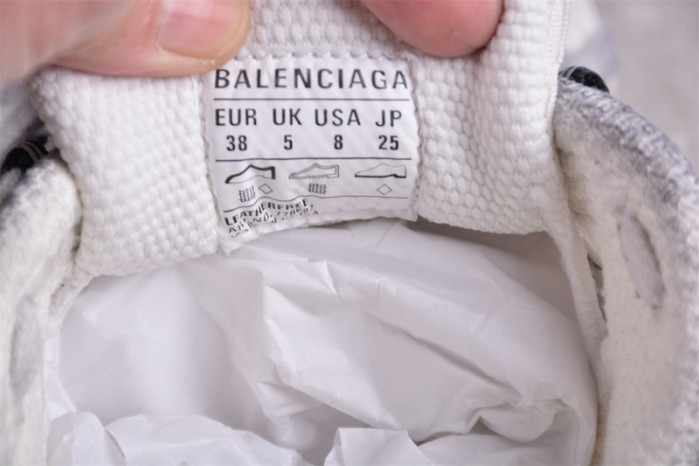 BALENCIAGA
EUR UK USA JP
38 5 8 25
LEATHERFREE